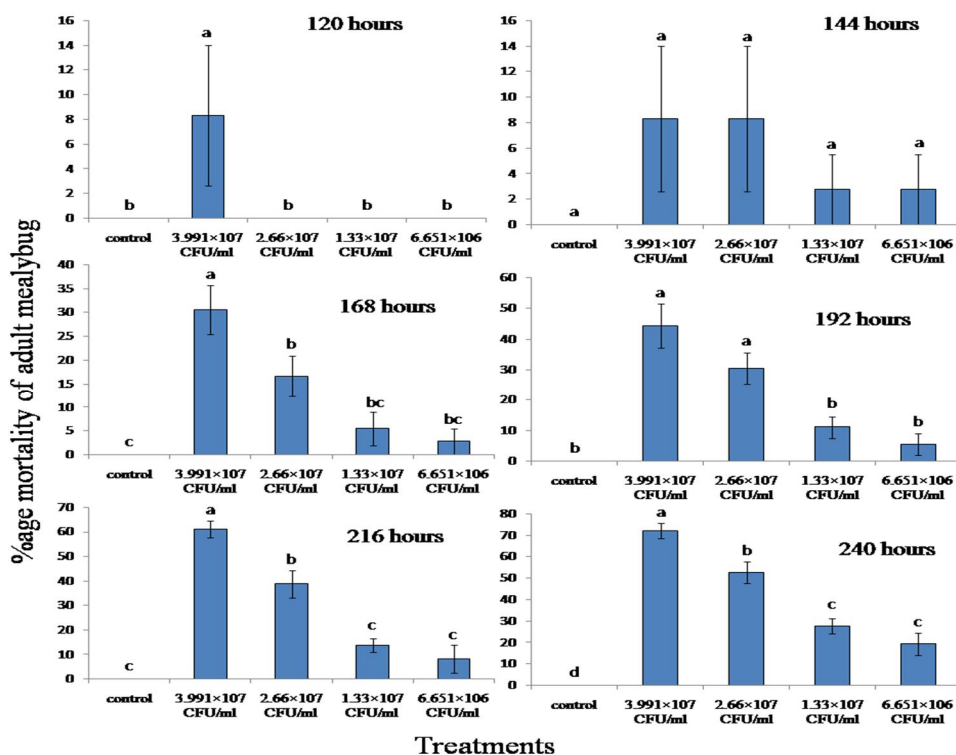 %age mortality of adult mealybug
120 hours
16
14
12
10
8
6
4
2
0
a
b
b
b
b
control
3.991×107 2.66×107 1.33×107 6.651×106
CFU/ml CFU/ml CFU/ml CFU/ml
144 hours
16
14
12
10
8
6
4
2
0
a
a
a
a
a
control
3.991×107 2.66×107 1.33×107 6.651×106
CFU/ml CFU/ml CFU/ml CFU/ml
168 hours
40
35
30
25
20
15
10
5
0
a
b
bc
bc
c
control
3.991×107 2.66×107 1.33×107 6.651×106
CFU/ml CFU/ml CFU/ml CFU/ml
192 hours
60
50
40
30
20
10
0
a
a
b
b
b
control
3.991×107 2.66×107 1.33×107 6.651×106
CFU/ml CFU/ml CFU/ml CFU/ml
216 hours
70
60
50
40
30
20
10
0
a
b
c
c
c
control
3.991×107 2.66×107 1.33×107 6.651×106
CFU/ml CFU/ml CFU/ml CFU/ml
240 hours
80
70
60
50
40
30
20
10
0
a
b
c
c
d
control
3.991×107 2.66×107 1.33×107 6.651×106
CFU/ml CFU/ml CFU/ml CFU/ml
Treatments